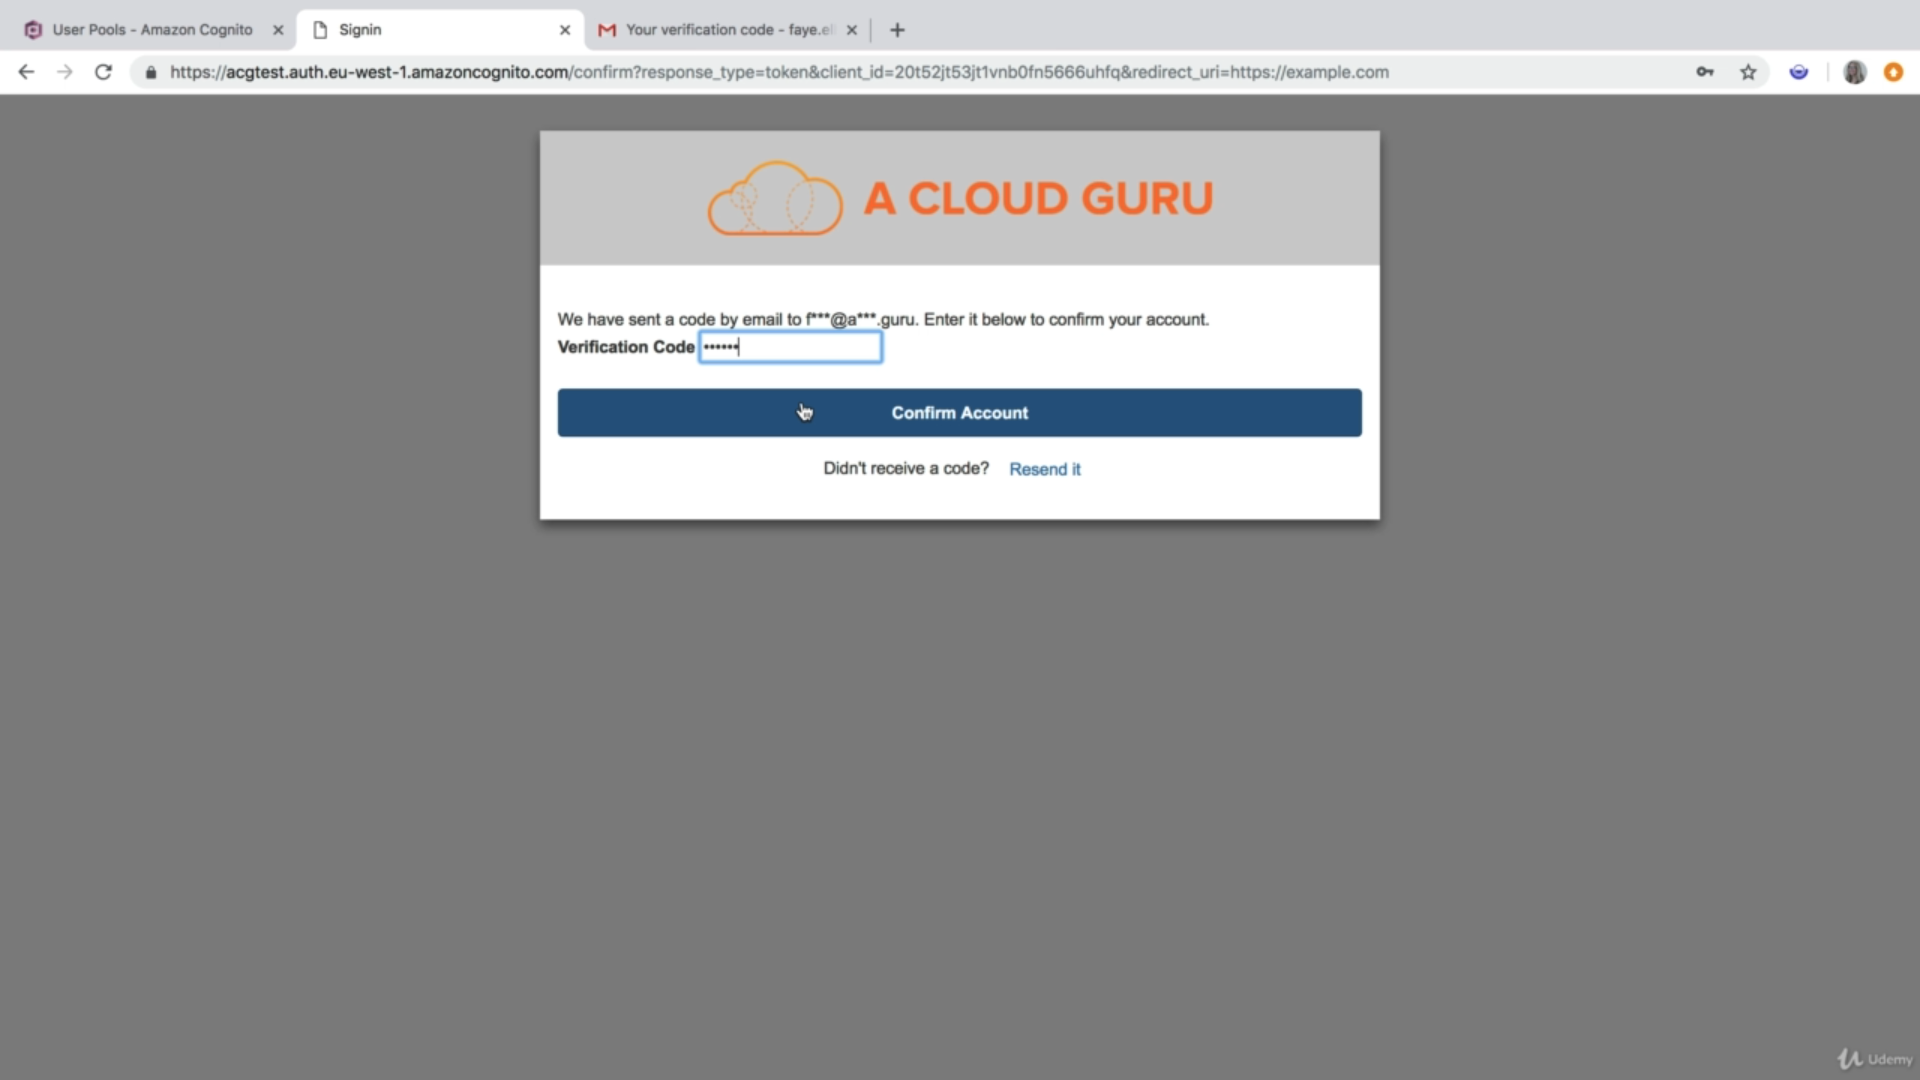 User Pools - Amazon Cognito
Signin
Your verification code - faye.el
https://acgtest.auth.eu-west-1.amazoncognito.com/confirm?response_type=token&client_id=20t52jt53jt1vnb0fn5666uhfq&redirect_uri=https://example.com
A CLOUD GURU
We have sent a code by email to f***@a***.guru. Enter it below to confirm your account.
Verification Code ••••••
Confirm Account
Didn't receive a code? Resend it
Udemy